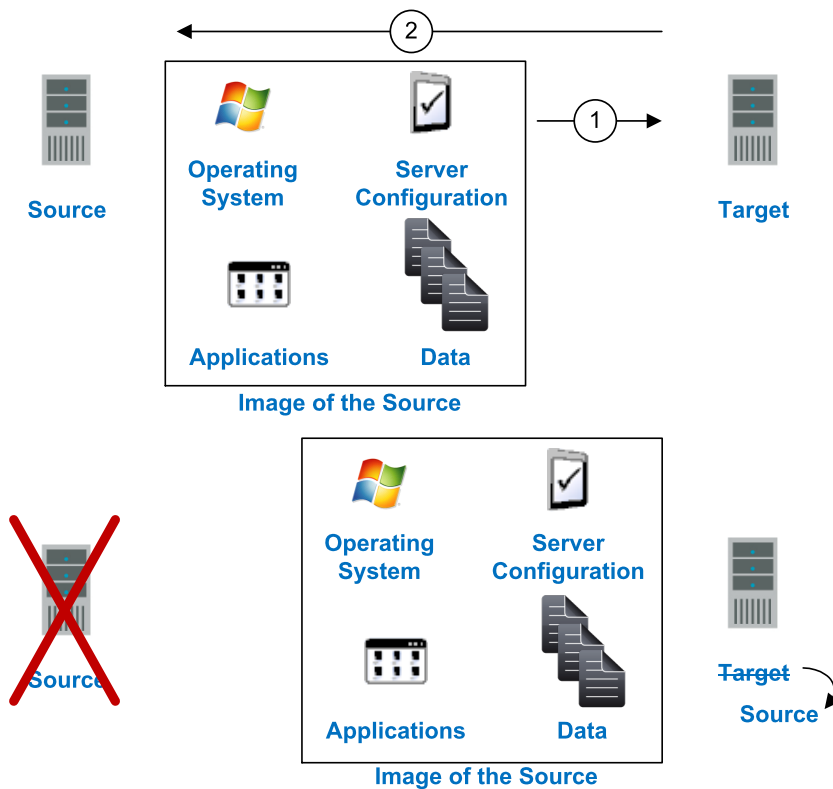 2
1
Operating
System
Server
Configuration
Source
Target
Applications
Data
Image of the Source
Operating
System
Server
Configuration
Source
Target
Source
Applications
Data
Image of the Source